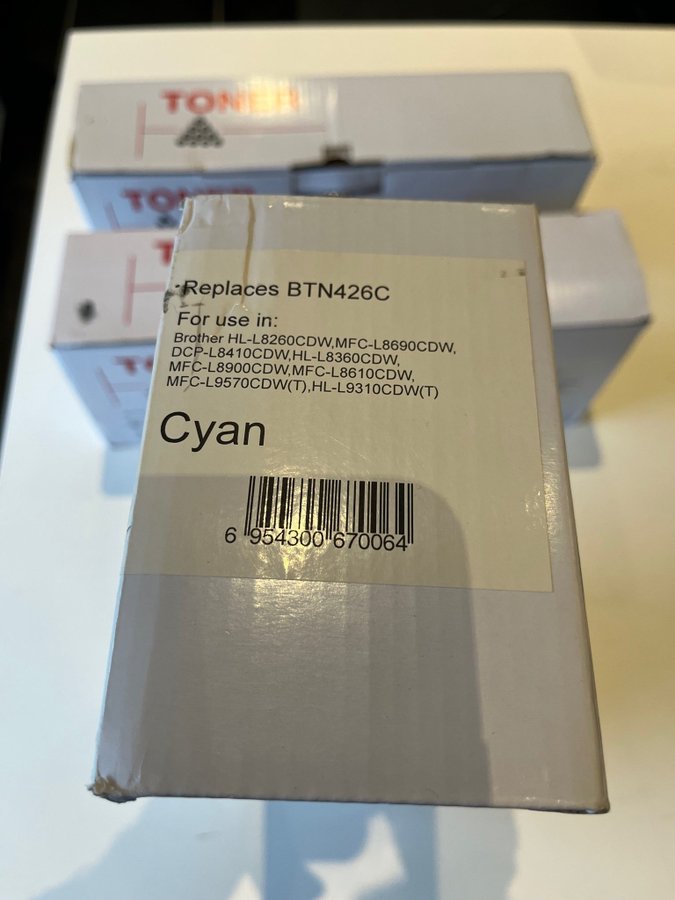 TONER
TONER
Replaces BTN426C
For use in:
Brother HL-L8260CDW,MFC-L8690CDW,
DCP-L8410CDW,HL-L8360CDW,
MFC-L8900CDW,MFC-L8610CDW,
MFC-L9570CDW(T),HL-L9310CDW(T)
Cyan
6 954300 670064